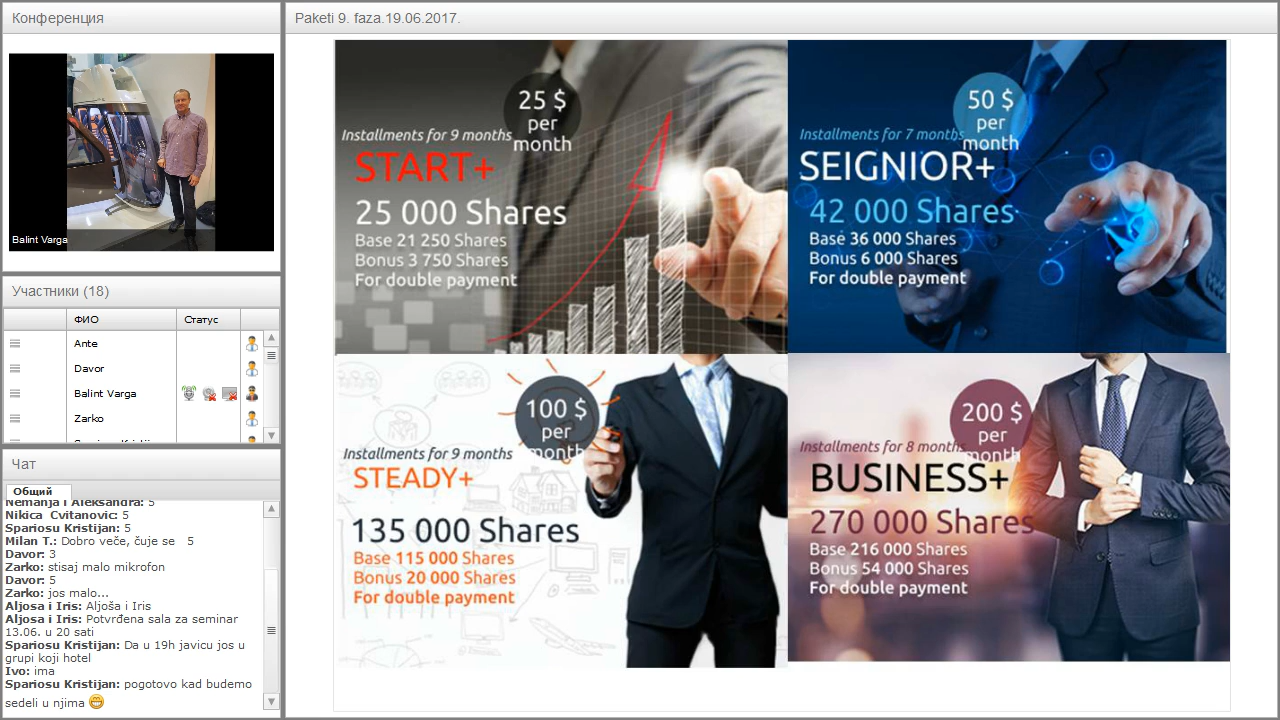 Конференция
Balint Varga
Участники (18)
ФИО Статус
Ante
Davor
Balint Varga
Zarko
Чат
Общий
Nemanja i Aleksandra: 5
Nikica Cvitanovic: 5
Spariosu Kristijan: 5
Milan T.: Dobro veče, čuje se 5
Davor: 3
Zarko: stisaj malo mikrofon
Davor: 5
Zarko: jos malo...
Aljosa i Iris: Aljoša i Iris
Aljosa i Iris: Potvrđena sala za seminar
13.06. u 20 sati
Spariosu Kristijan: Da u 19h javicu jos u
grupi koji hotel
Ivo: ima
Spariosu Kristijan: pogotovo kad budemo
sedeli u njima
Paketi 9. faza.19.06.2017.
25 $
per
month
Installments for 9 months
START+
25 000 Shares
Base 21 250 Shares
Bonus 3 750 Shares
For double payment
50 $
per
month
Installments for 7 months
SEIGNIOR+
42 000 Shares
Base 36 000 Shares
Bonus 6 000 Shares
For double payment
100 $
per
month
Installments for 9 months
STEADY+
135 000 Shares
Base 115 000 Shares
Bonus 20 000 Shares
For double payment
200 $
per
month
Installments for 8 months
BUSINESS+
270 000 Shares
Base 216 000 Shares
Bonus 54 000 Shares
For double payment